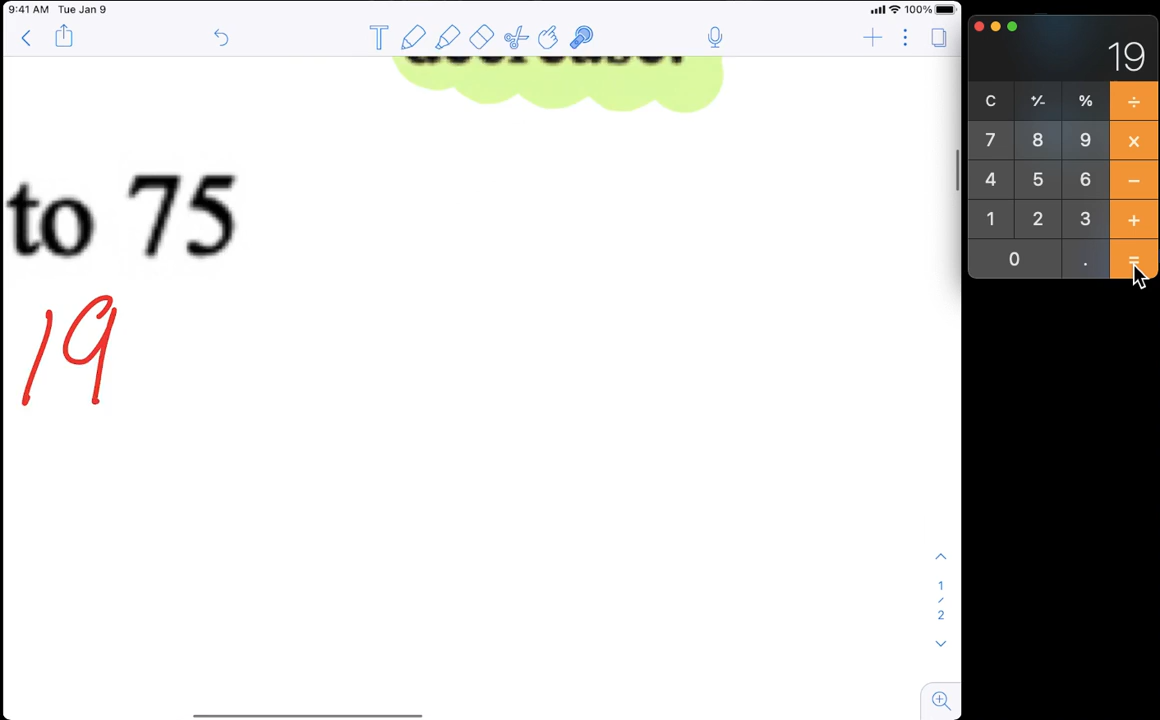 9:41 AM Tue Jan 9
100%
T
to 75
19
1
2
19
C +/- % ÷
7 8 9 ×
4 5 6 −
1 2 3 +
0 . =